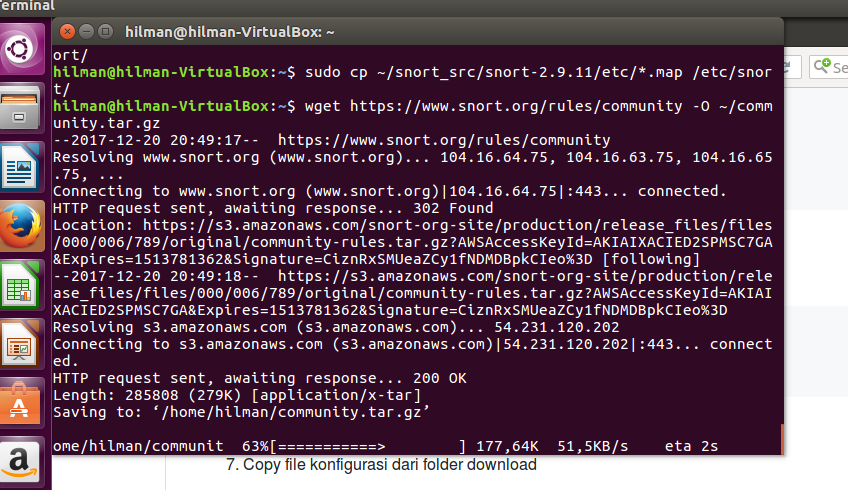 Terminal
hilman@hilman-VirtualBox: ~
ort/
hilman@hilman-VirtualBox:~$ sudo cp ~/snort_src/snort-2.9.11/etc/*.map /etc/snor
t/
hilman@hilman-VirtualBox:~$ wget https://www.snort.org/rules/community -O ~/comm
unity.tar.gz
--2017-12-20 20:49:17--  https://www.snort.org/rules/community
Resolving www.snort.org (www.snort.org)... 104.16.64.75, 104.16.63.75, 104.16.65
.75, ...
Connecting to www.snort.org (www.snort.org)|104.16.64.75|:443... connected.
HTTP request sent, awaiting response... 302 Found
Location: https://s3.amazonaws.com/snort-org-site/production/release_files/files
/000/006/789/original/community-rules.tar.gz?AWSAccessKeyId=AKIAIXACIED2SPMSC7GA
&Expires=1513781362&Signature=CiznRxSMUeaZCy1fNDMDBpkCIeo%3D [following]
--2017-12-20 20:49:18--  https://s3.amazonaws.com/snort-org-site/production/rele
ase_files/files/000/006/789/original/community-rules.tar.gz?AWSAccessKeyId=AKIAI
XACIED2SPMSC7GA&Expires=1513781362&Signature=CiznRxSMUeaZCy1fNDMDBpkCIeo%3D
Resolving s3.amazonaws.com (s3.amazonaws.com)... 54.231.120.202
Connecting to s3.amazonaws.com (s3.amazonaws.com)|54.231.120.202|:443... connect
ed.
HTTP request sent, awaiting response... 200 OK
Length: 285808 (279K) [application/x-tar]
Saving to: ‘/home/hilman/community.tar.gz’
ome/hilman/communit  63%[===========>        ] 177,64K  51,5KB/s    eta 2s
7. Copy file konfigurasi dari folder download
Se
a